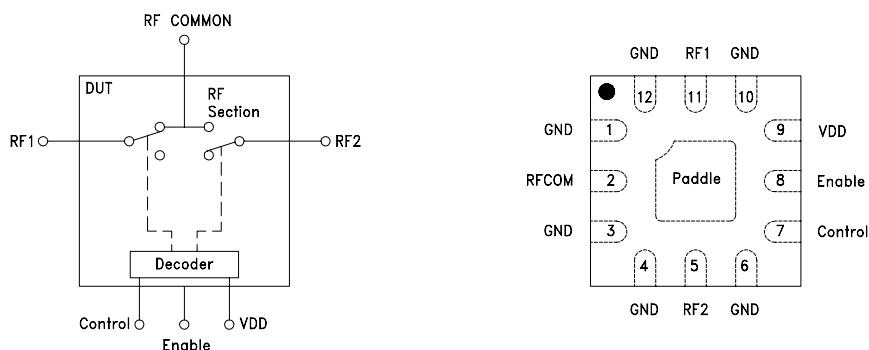 RF COMMON
DUT
RF
Section
RF1
RF2
Decoder
Control
VDD
Enable
GND RF1 GND
12 11 10
GND 1 9 VDD
RFCOM 2 Paddle 8 Enable
GND 3 7 Control
4 5 6
GND RF2 GND